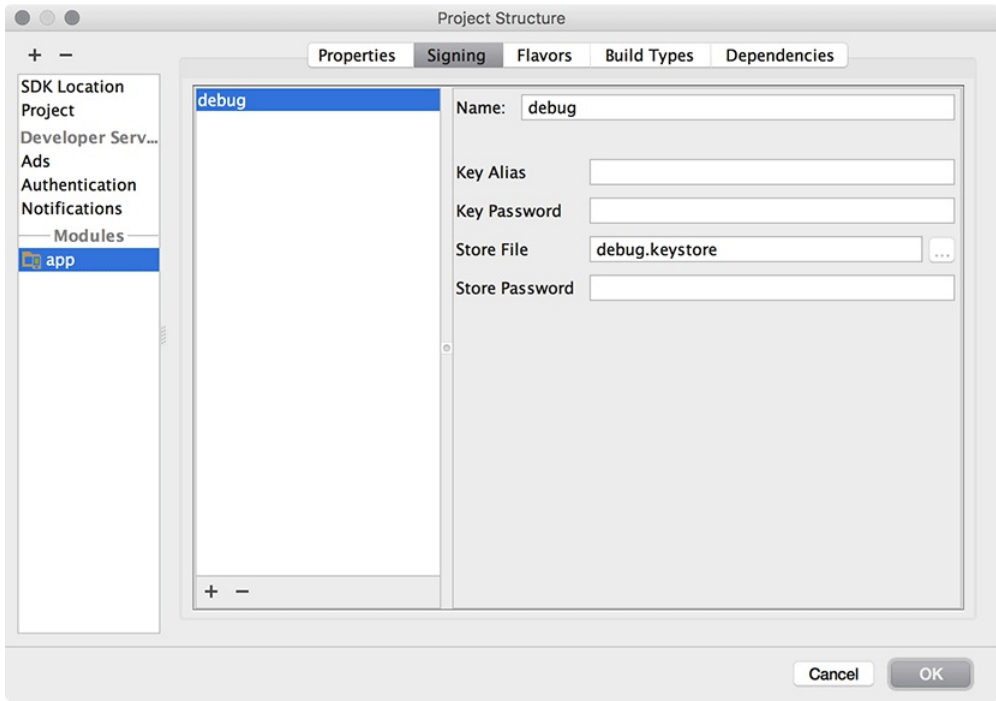 Project Structure
+ −
Properties Signing Flavors Build Types Dependencies
SDK Location
Project
Developer Serv...
Ads
Authentication
Notifications
Modules
app
debug
Name: debug
Key Alias
Key Password
Store File debug.keystore ...
Store Password
+ −
Cancel OK